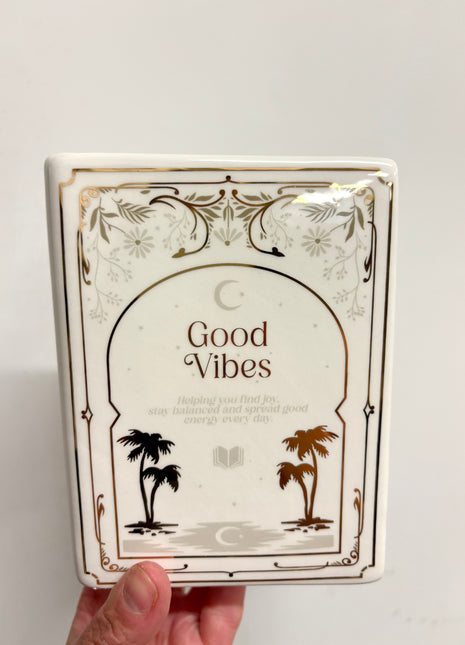 Good
Vibes
Helping you find joy,
stay balanced and spread good
energy every day.